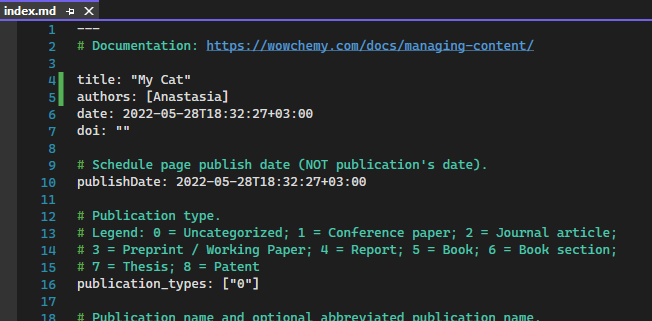 index.md
1 ---
2 # Documentation: https://wowchemy.com/docs/managing-content/
3
4 title: "My Cat"
5 authors: [Anastasia]
6 date: 2022-05-28T18:32:27+03:00
7 doi: ""
8
9 # Schedule page publish date (NOT publication's date).
10 publishDate: 2022-05-28T18:32:27+03:00
11
12 # Publication type.
13 # Legend: 0 = Uncategorized; 1 = Conference paper; 2 = Journal article;
14 # 3 = Preprint / Working Paper; 4 = Report; 5 = Book; 6 = Book section;
15 # 7 = Thesis; 8 = Patent
16 publication_types: ["0"]
17
18 # Publication name and optional abbreviated publication name.